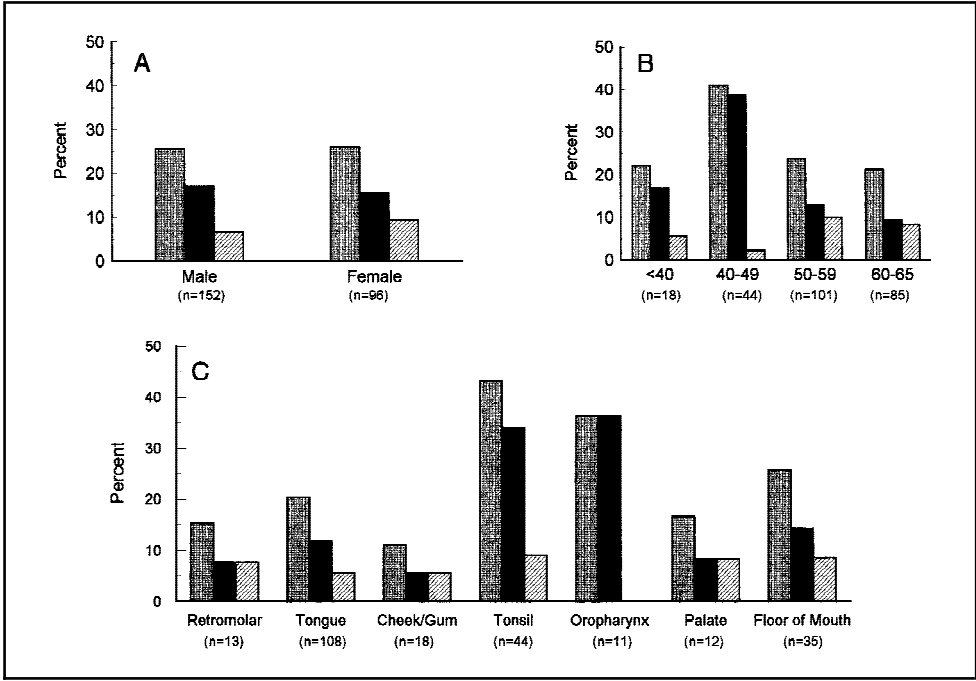 A
Percent
50
40
30
20
10
0
Male Female
(n=152) (n=96)
B
Percent
50
40
30
20
10
0
<40 40-49 50-59 60-65
(n=18) (n=44) (n=101) (n=85)
C
Percent
50
40
30
20
10
0
Retromolar Tongue Cheek/Gum Tonsil Oropharynx Palate Floor of Mouth
(n=13) (n=108) (n=18) (n=44) (n=11) (n=12) (n=35)